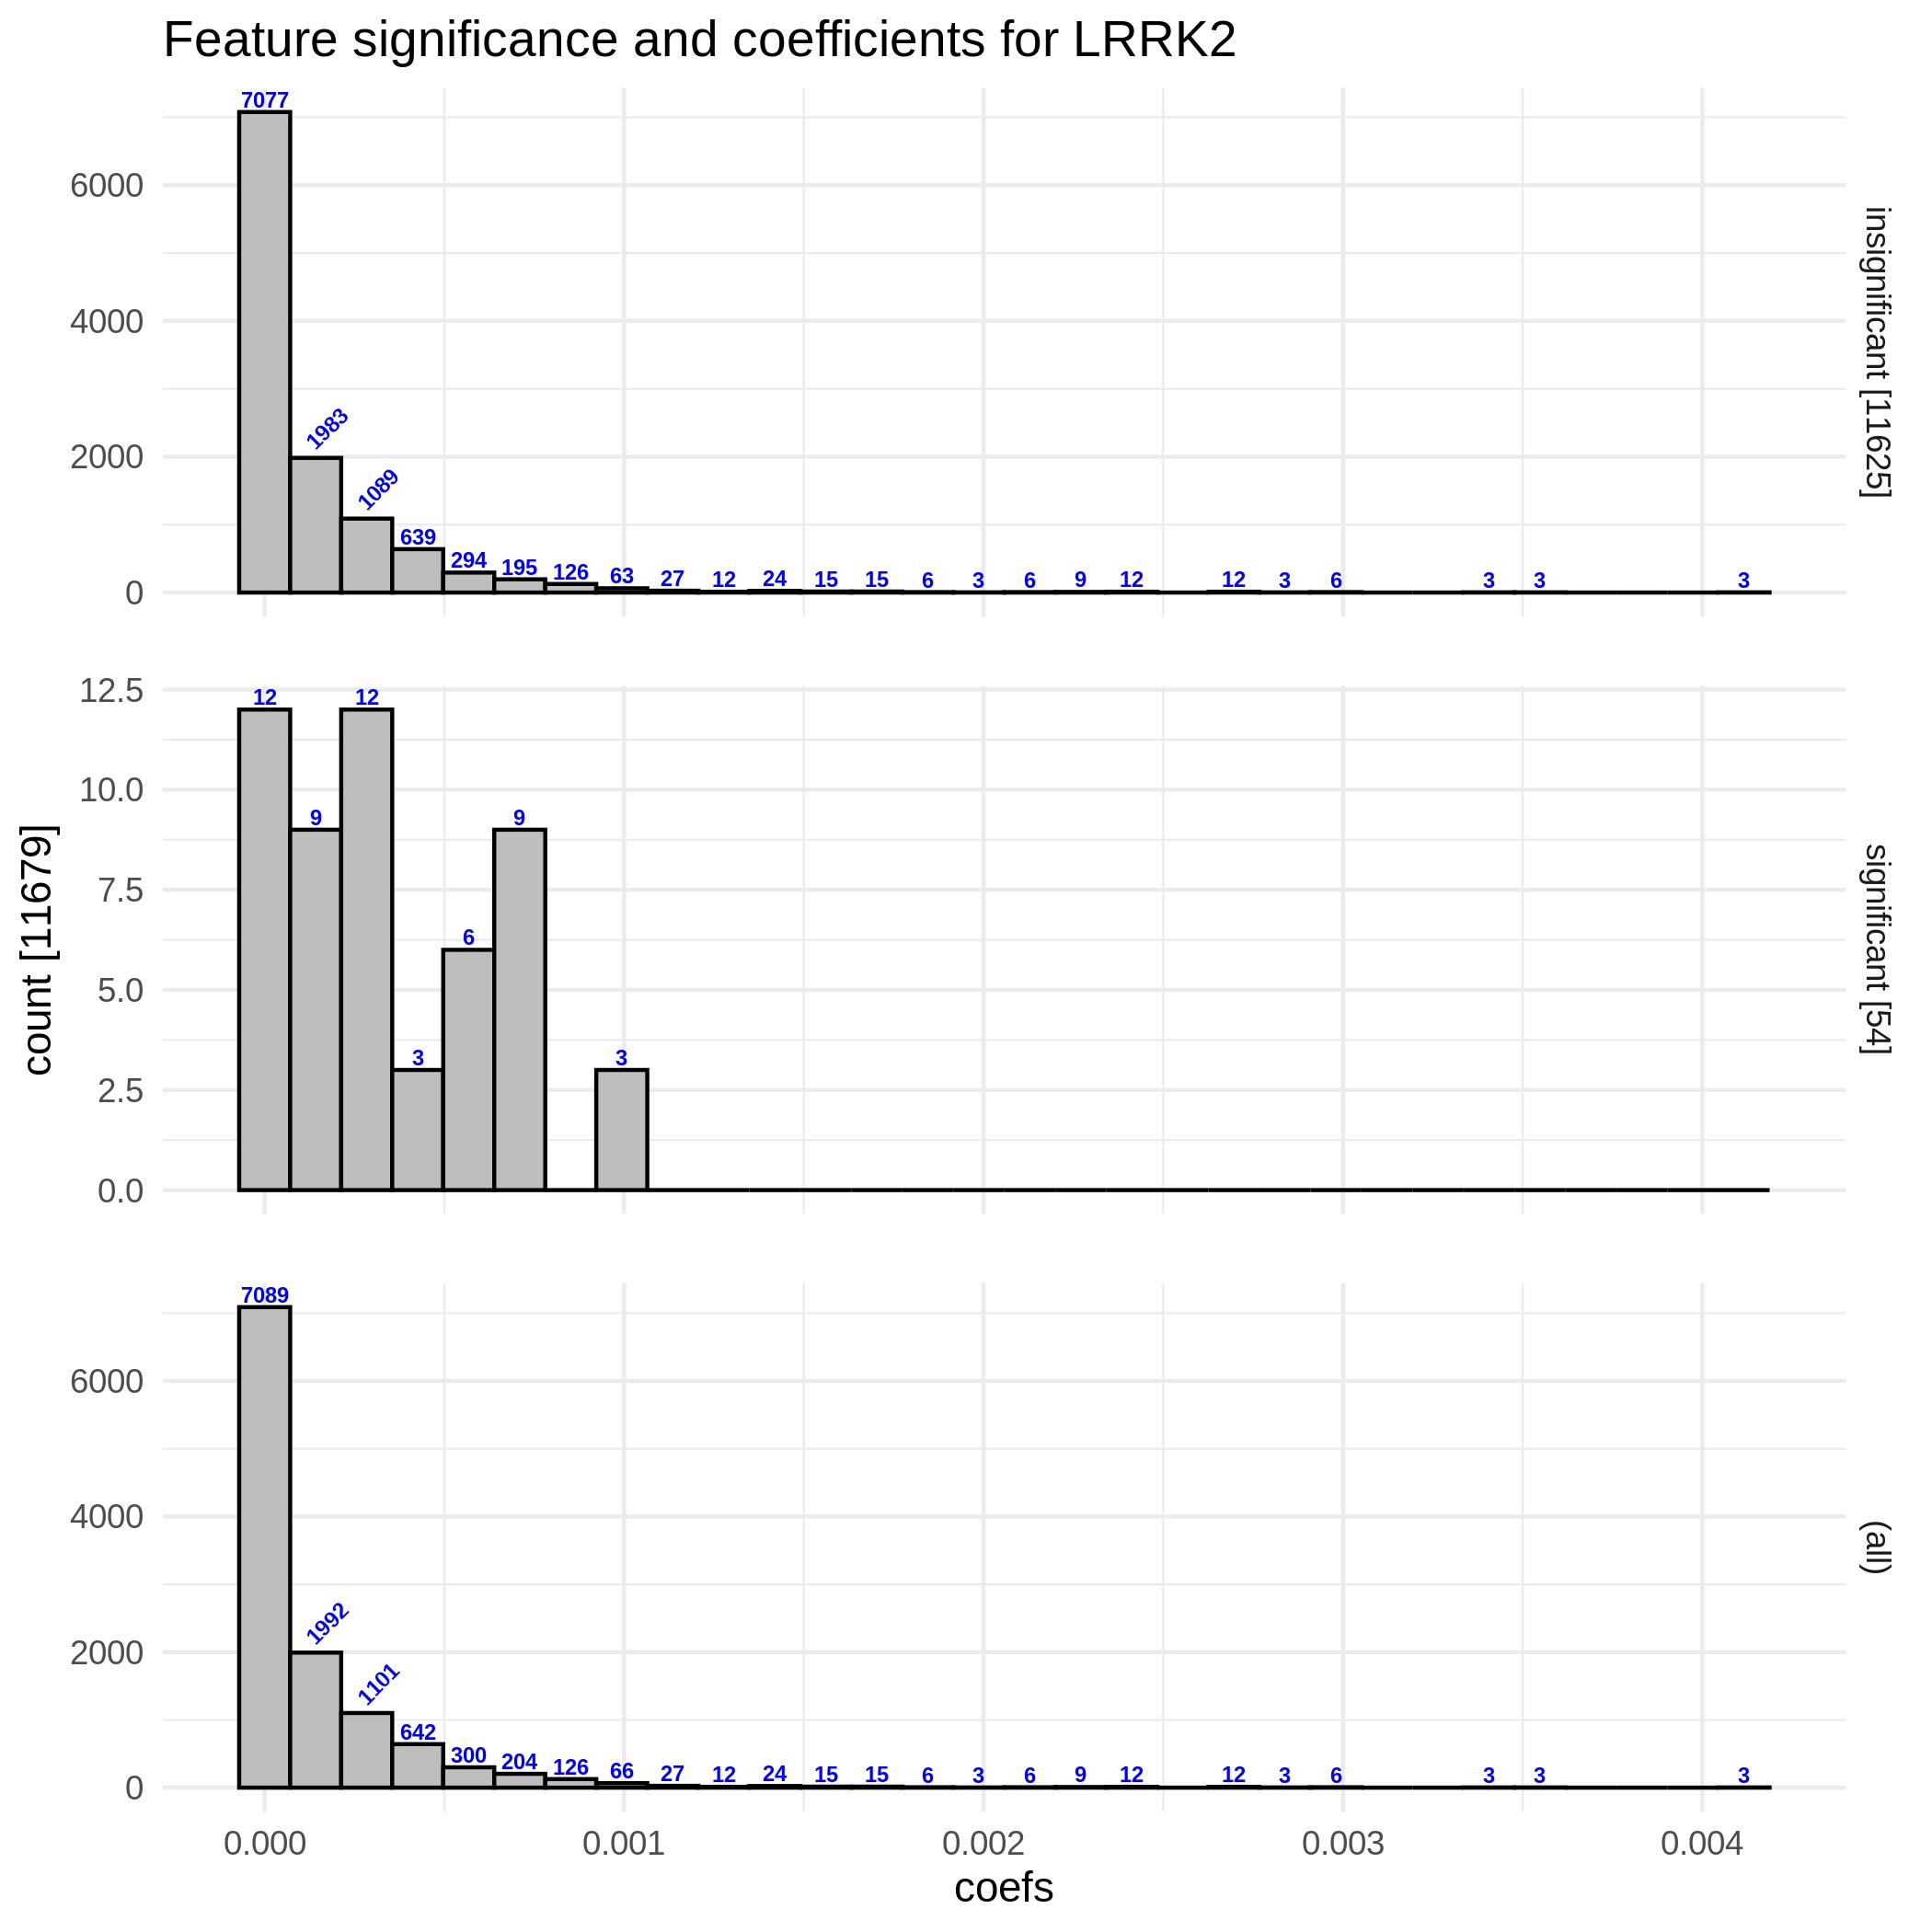 Feature significance and coefficients for LRRK2
7077
1983
1089
639 294 195 126 63 27 12 24 15 15 6 3 6 9 12 12 3 6 3 3 3
6000
4000
2000
0
insignificant [11625]
12 9 12 3 6 9 3
12.5
10.0
7.5
5.0
2.5
0.0
significant [54]
count [11679]
7089
1992
1101
642 300 204 126 66 27 12 24 15 15 6 3 6 9 12 12 3 6 3 3 3
6000
4000
2000
0
(all)
0.000 0.001 0.002 0.003 0.004
coefs